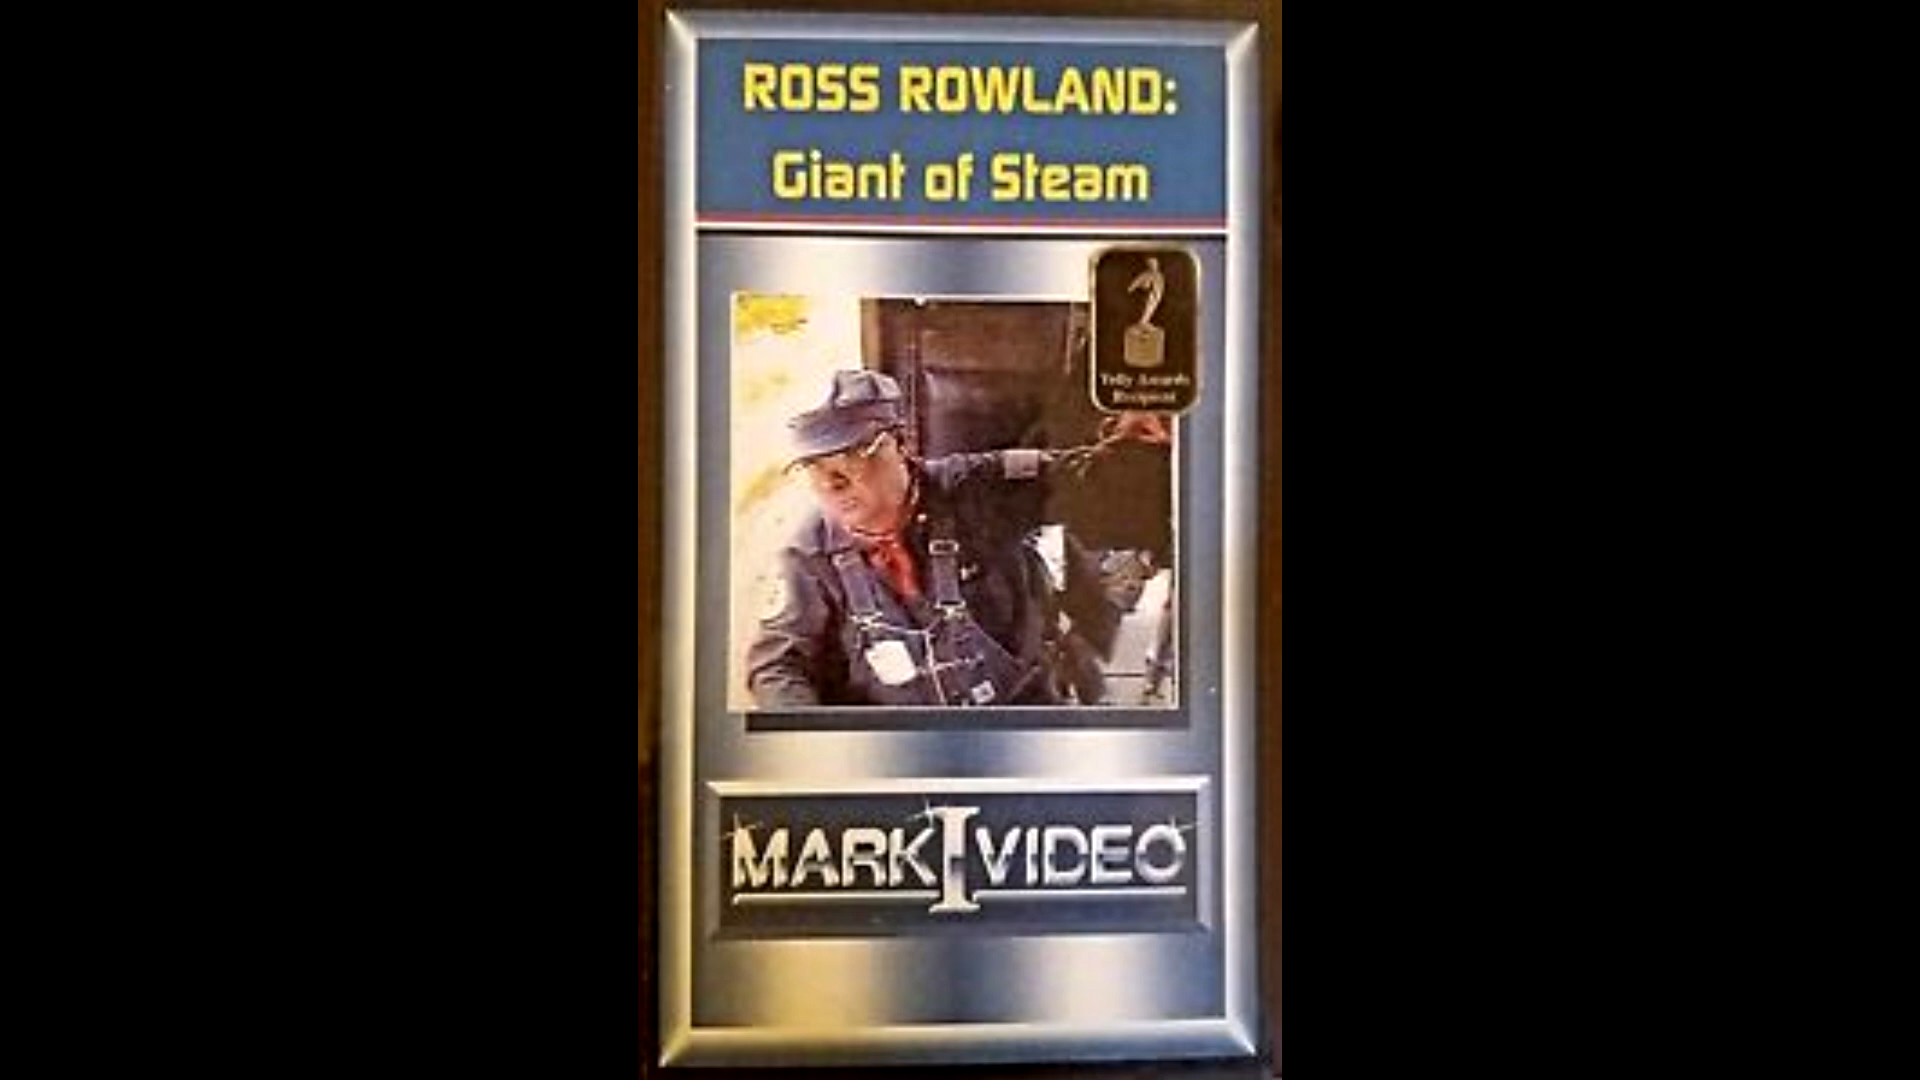 ROSS ROWLAND:
Giant of Steam
Telly Awards
Recipient
MARK I VIDEO